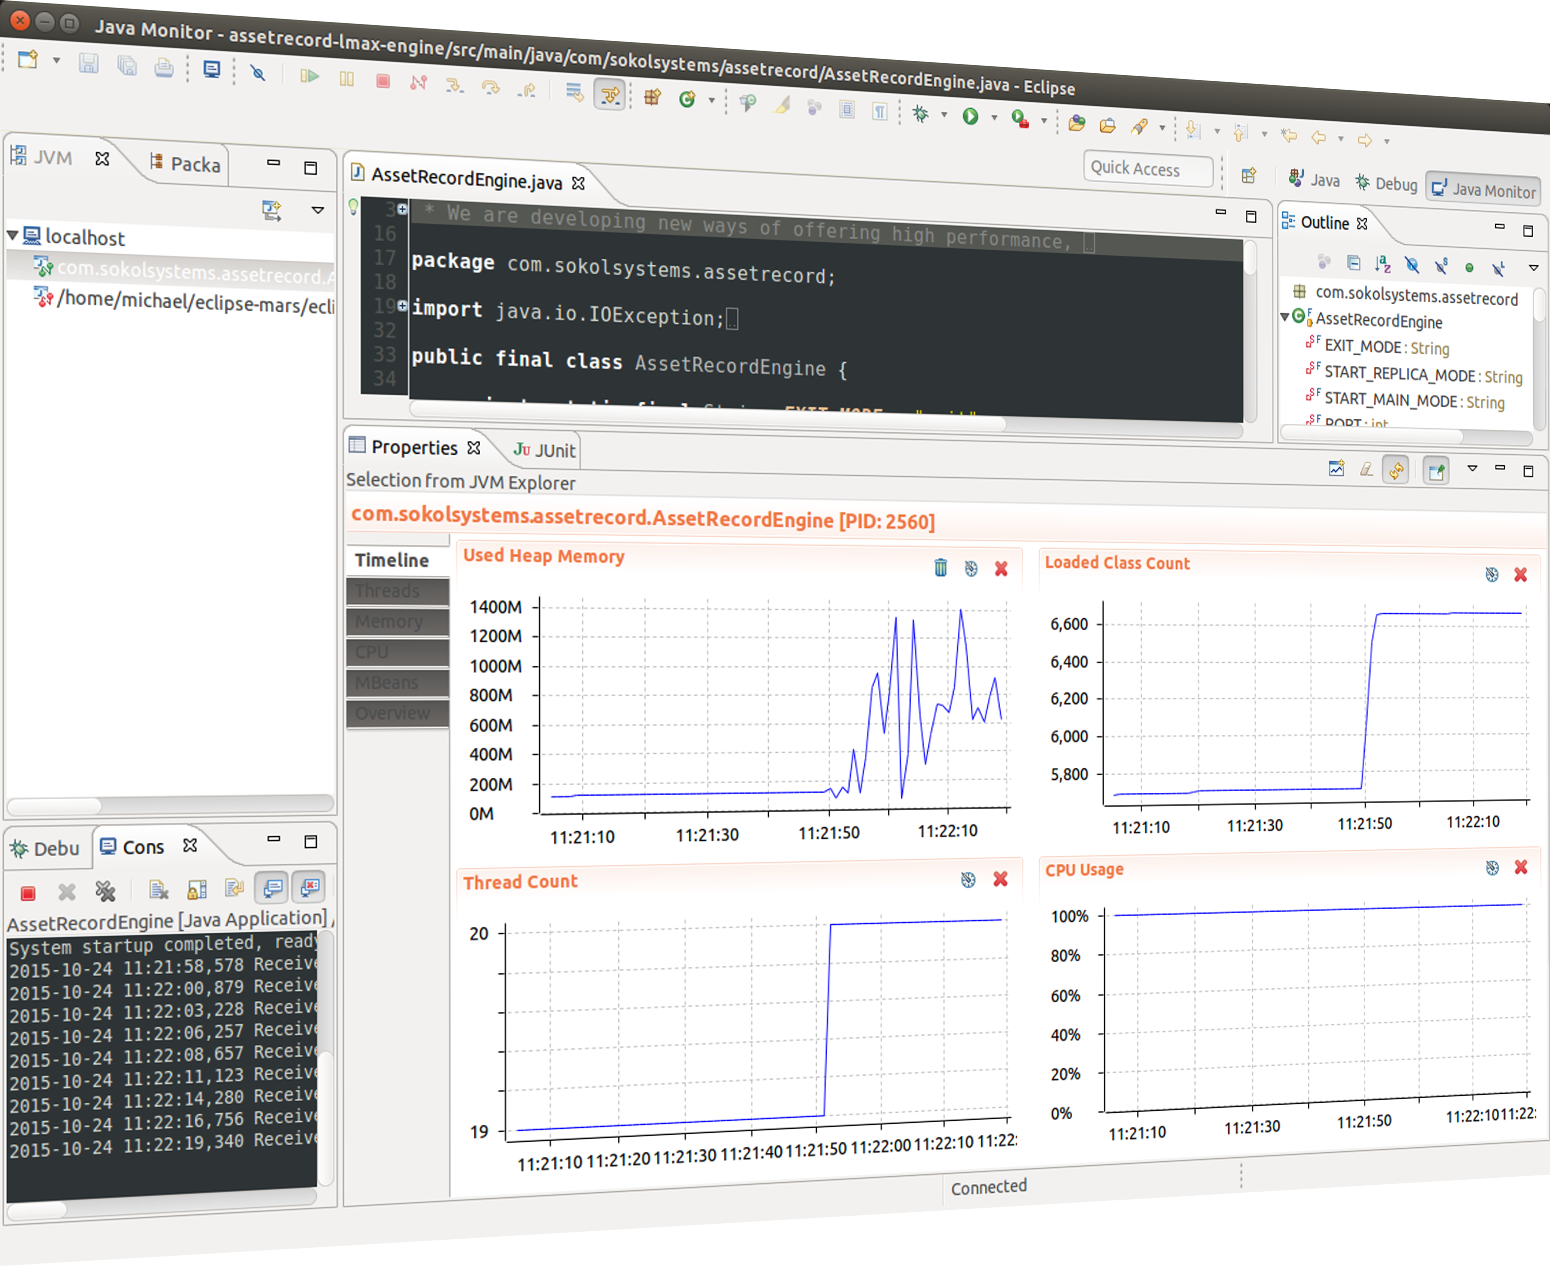 Java Monitor - assetrecord-lmax-engine/src/main/java/com/sokolsystems/assetrecord/AssetRecordEngine.java - Eclipse
Quick Access
Java
Debug
Java Monitor
JVM
Packa
localhost
com.sokolsystems.assetrecord.A
/home/michael/eclipse-mars/ecli
AssetRecordEngine.java
3 * We are developing new ways of offering high performance,
16
17 package com.sokolsystems.assetrecord;
18
19 import java.io.IOException;
32
33 public final class AssetRecordEngine {
34
Outline
com.sokolsystems.assetrecord
AssetRecordEngine
EXIT_MODE : String
START_REPLICA_MODE : String
START_MAIN_MODE : String
PORT : int
Properties
JUnit
Selection from JVM Explorer
com.sokolsystems.assetrecord.AssetRecordEngine [PID: 2560]
Timeline
Threads
Memory
CPU
MBeans
Overview
Used Heap Memory
1400M
1200M
1000M
800M
600M
400M
200M
0M
11:21:10 11:21:30 11:21:50 11:22:10
Loaded Class Count
6,600
6,400
6,200
6,000
5,800
11:21:10 11:21:30 11:21:50 11:22:10
Thread Count
20
19
11:21:10 11:21:20 11:21:30 11:21:40 11:21:50 11:22:00 11:22:10 11:22:
CPU Usage
100%
80%
60%
40%
20%
0%
11:21:10 11:21:30 11:21:50 11:22:10 11:22:
Debu
Cons
AssetRecordEngine [Java Application]
System startup completed, ready
2015-10-24 11:21:58,578 Receive
2015-10-24 11:22:00,879 Receive
2015-10-24 11:22:03,228 Receive
2015-10-24 11:22:06,257 Receive
2015-10-24 11:22:08,657 Receive
2015-10-24 11:22:11,123 Receive
2015-10-24 11:22:14,280 Receive
2015-10-24 11:22:16,756 Receive
2015-10-24 11:22:19,340 Receive
Connected